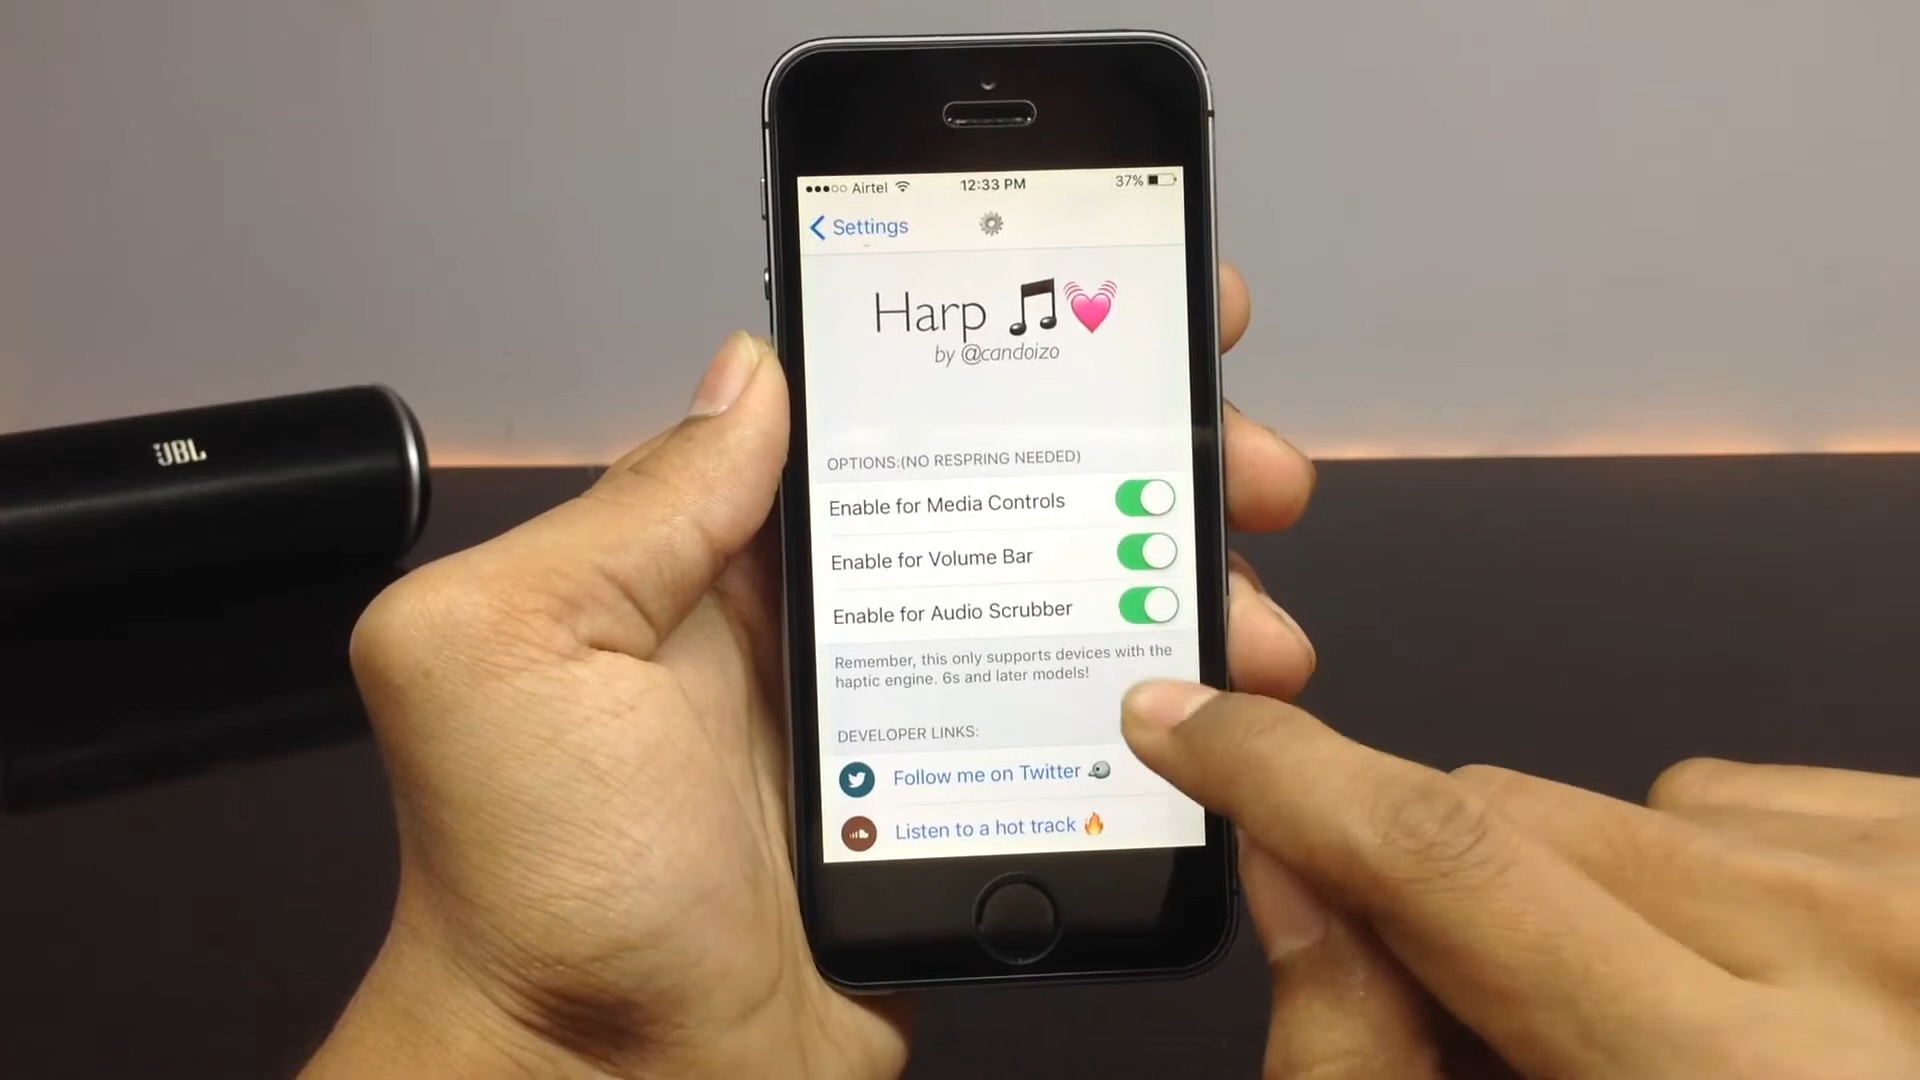 Airtel 12:33 PM 37%
Settings
Harp 🎵💓
by @candoizo
OPTIONS:(NO RESPRING NEEDED)
Enable for Media Controls
Enable for Volume Bar
Enable for Audio Scrubber
Remember, this only supports devices with the
haptic engine. 6s and later models!
DEVELOPER LINKS:
Follow me on Twitter 🐦
Listen to a hot track 🔥
JBL